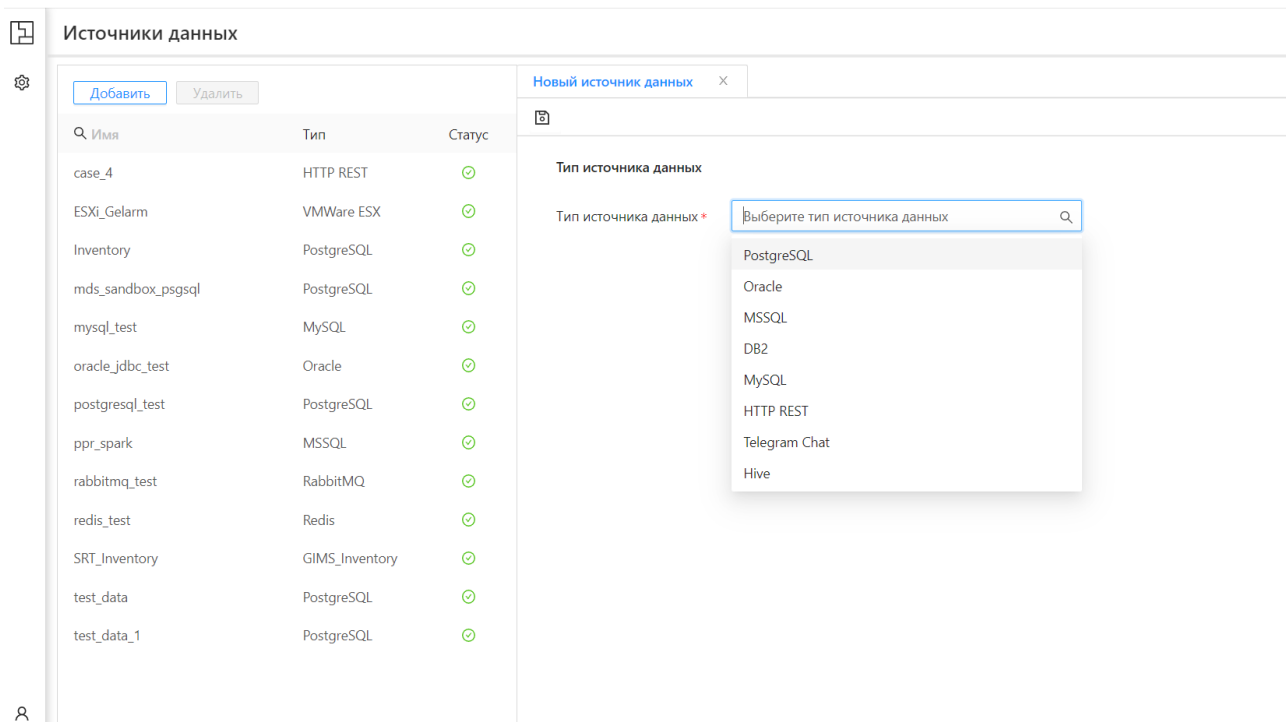 Источники данных
Добавить Удалить
Имя Тип Статус
case_4 HTTP REST
ESXi_Gelarm VMWare ESX
Inventory PostgreSQL
mds_sandbox_psgsql PostgreSQL
mysql_test MySQL
oracle_jdbc_test Oracle
postgresql_test PostgreSQL
ppr_spark MSSQL
rabbitmq_test RabbitMQ
redis_test Redis
SRT_Inventory GIMS_Inventory
test_data PostgreSQL
test_data_1 PostgreSQL
Новый источник данных
Тип источника данных
Тип источника данных *
Выберите тип источника данных
PostgreSQL
Oracle
MSSQL
DB2
MySQL
HTTP REST
Telegram Chat
Hive